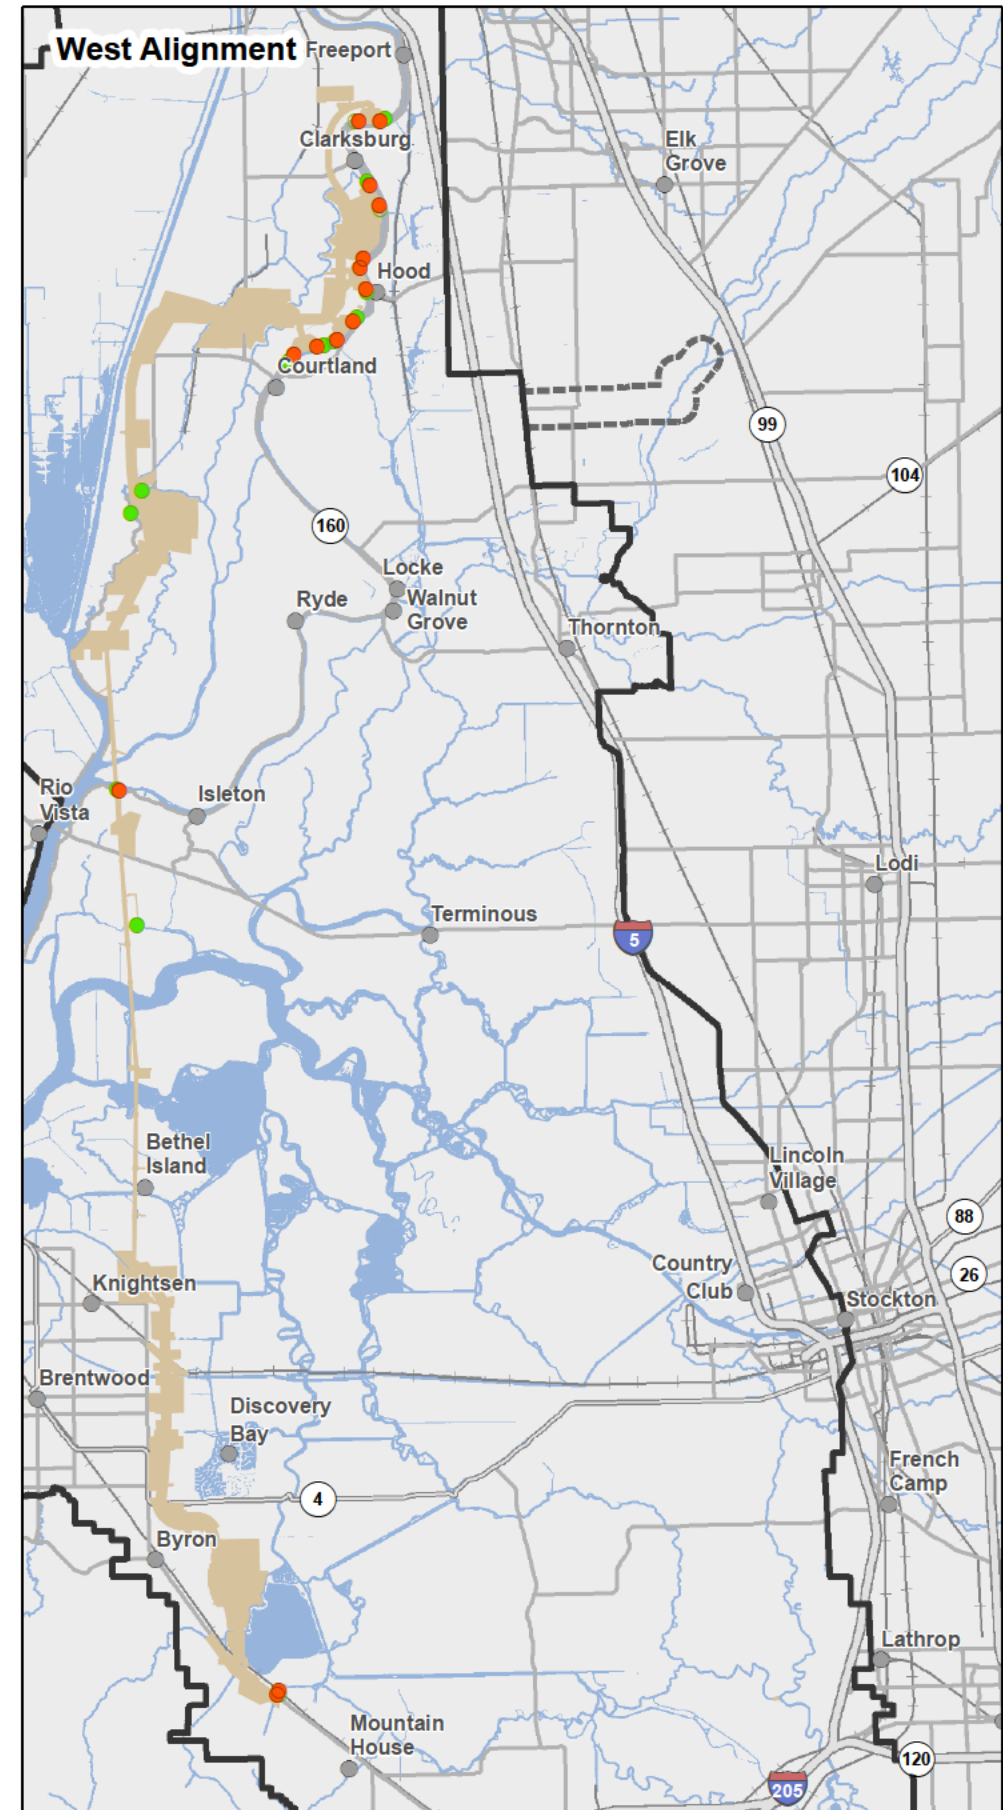 West Alignment
Freeport
Clarksburg
Elk
Grove
Hood
Courtland
99
104
160
Locke
Ryde
Walnut
Grove
Thornton
Rio
Vista
Isleton
Lodi
Terminous
5
Bethel
Island
Lincoln
Village
88
Country
Club
26
Knightsen
Stockton
Brentwood
Discovery
Bay
French
Camp
4
Byron
Lathrop
Mountain
House
120
205